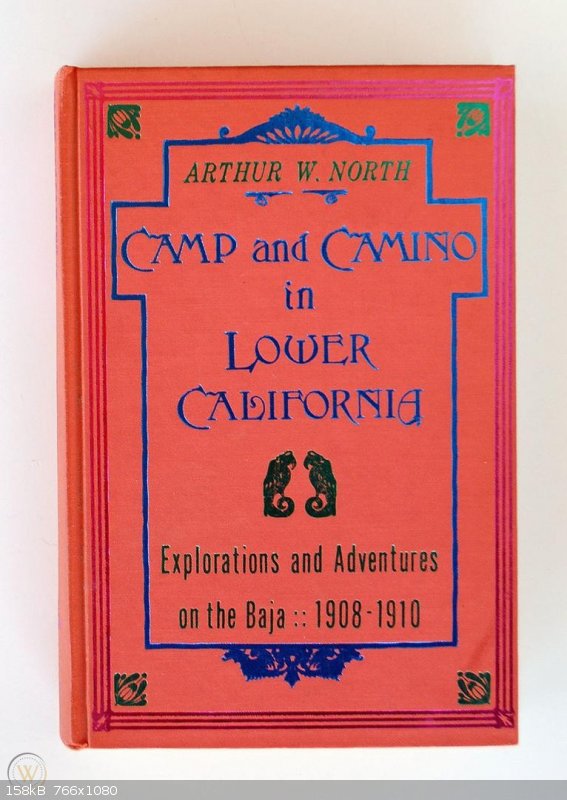 ARTHUR W. NORTH
CAMP and CAMINO
in
LOWER
CALIFORNIA
Explorations and Adventures
on the Baja :: 1908-1910
W
158kB 766x1080